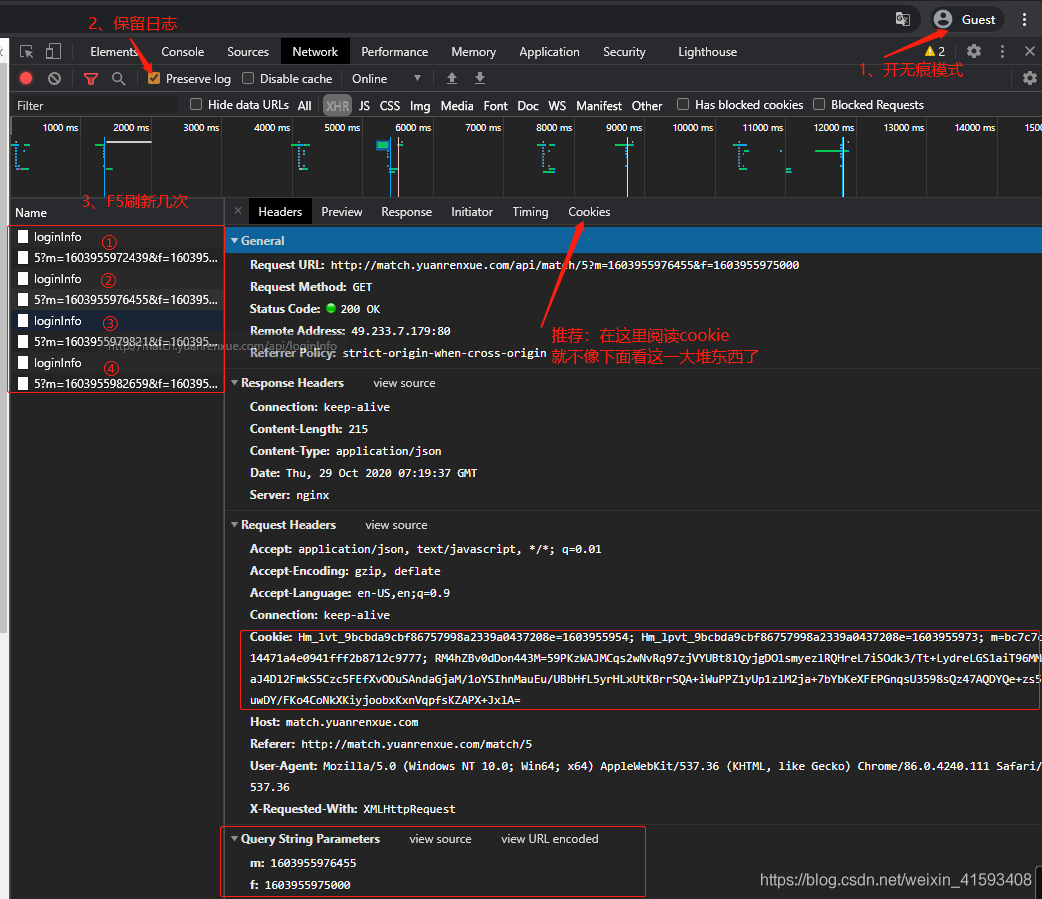 2、保留日志
Guest
Elements Console Sources Network Performance Memory Application Security Lighthouse 2
1、开无痕模式
Preserve log Disable cache Online
Filter Hide data URLs All XHR JS CSS Img Media Font Doc WS Manifest Other Has blocked cookies Blocked Requests
1000 ms 2000 ms 3000 ms 4000 ms 5000 ms 6000 ms 7000 ms 8000 ms 9000 ms 10000 ms 11000 ms 12000 ms 13000 ms 14000 ms 1500
3、F5刷新几次
Name
loginInfo ①
5?m=1603955972439&f=160395...
loginInfo ②
5?m=1603955976455&f=160395...
loginInfo ③
5?m=1603955979821&f=160395...
http://match.yuanrenxue.com/api/loginInfo
loginInfo ④
5?m=1603955982659&f=160395...
Headers Preview Response Initiator Timing Cookies
General
Request URL: http://match.yuanrenxue.com/api/match/5?m=1603955976455&f=1603955975000
Request Method: GET
Status Code: 200 OK
Remote Address: 49.233.7.179:80
Referrer Policy: strict-origin-when-cross-origin
推荐：在这里阅读cookie
就不像下面看这一大堆东西了
Response Headers view source
Connection: keep-alive
Content-Length: 215
Content-Type: application/json
Date: Thu, 29 Oct 2020 07:19:37 GMT
Server: nginx
Request Headers view source
Accept: application/json, text/javascript, */*; q=0.01
Accept-Encoding: gzip, deflate
Accept-Language: en-US,en;q=0.9
Connection: keep-alive
Cookie: Hm_lvt_9bcbda9cbf86757998a2339a0437208e=1603955954; Hm_lpvt_9bcbda9cbf86757998a2339a0437208e=1603955973; m=bc7c7c
14471a4e0941fff2b8712c9777; RM4hZBv0dDon443M=59PKzWAJMCqs2wNvRq97zjVYUBt8lQyjgDOlsmyezlRQHreL7iSOdk3/Tt+LydreLGS1aiT96MM
aJ4Dl2FmkS5Czc5FEfXvODuSAndaGjaM/1oYSIhnMauEu/UBbHfL5yrHLxUtKBrrSQA+iWuPPZ1yUp1zlM2ja+7bYbKeXFEPGnqsU3598sQz47AQDYQe+zs5
uwDY/FKo4CoNkXKiyjoobxKxnVqpfsKZAPX+JxlA=
Host: match.yuanrenxue.com
Referer: http://match.yuanrenxue.com/match/5
User-Agent: Mozilla/5.0 (Windows NT 10.0; Win64; x64) AppleWebKit/537.36 (KHTML, like Gecko) Chrome/86.0.4240.111 Safari/
537.36
X-Requested-With: XMLHttpRequest
Query String Parameters view source view URL encoded
m: 1603955976455
f: 1603955975000
https://blog.csdn.net/weixin_41593408